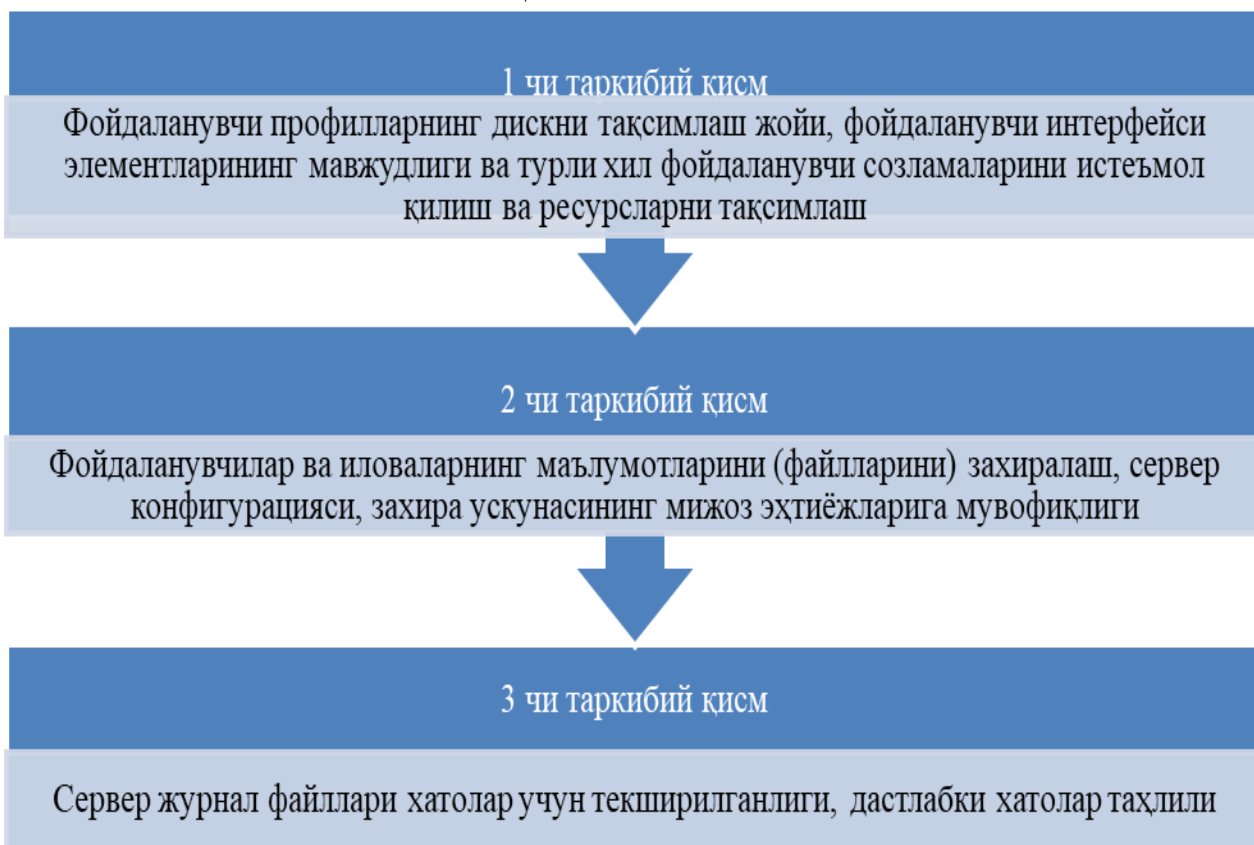 1 чи таркибий қисм
Фойдаланувчи профилларнинг дискни тақсимлаш жойи, фойдаланувчи интерфейси
элементларининг мавжудлиги ва турли хил фойдаланувчи созламаларини истеъмол
қилиш ва ресурсларни тақсимлаш
2 чи таркибий қисм
Фойдаланувчилар ва иловаларнинг маълумотларини (файлларини) захиралаш, сервер
конфигурацияси, захира ускунасининг мижоз эҳтиёжларига мувофиқлиги
3 чи таркибий қисм
Сервер журнал файллари хатолар учун текширилганлиги, дастлабки хатолар таҳлили